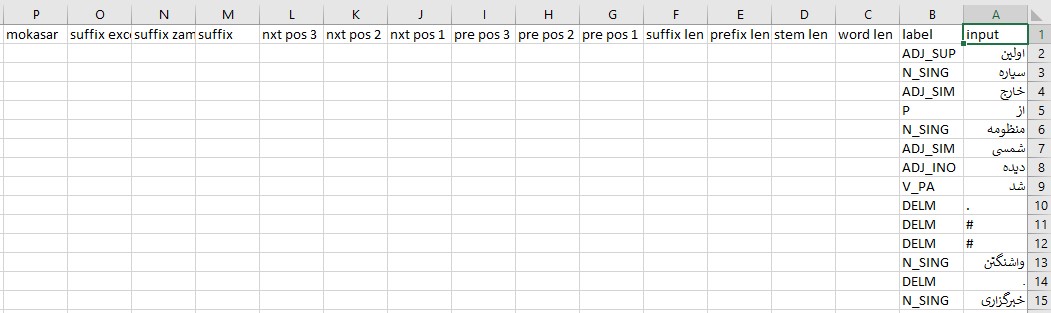 A B C D E F G H I J K L M N O P
1 input label word len stem len prefix len suffix len pre pos 1 pre pos 2 pre pos 3 nxt pos 1 nxt pos 2 nxt pos 3 suffix suffix zam suffix exc mokasar
2 اولین ADJ_SUP
3 سیاره N_SING
4 خارج ADJ_SIM
5 از P
6 منظومه N_SING
7 شمسی ADJ_SIM
8 دیده ADJ_INO
9 شد V_PA
10 . DELM
11 # DELM
12 # DELM
13 واشنگتن N_SING
14 . DELM
15 خبرگزاری N_SING